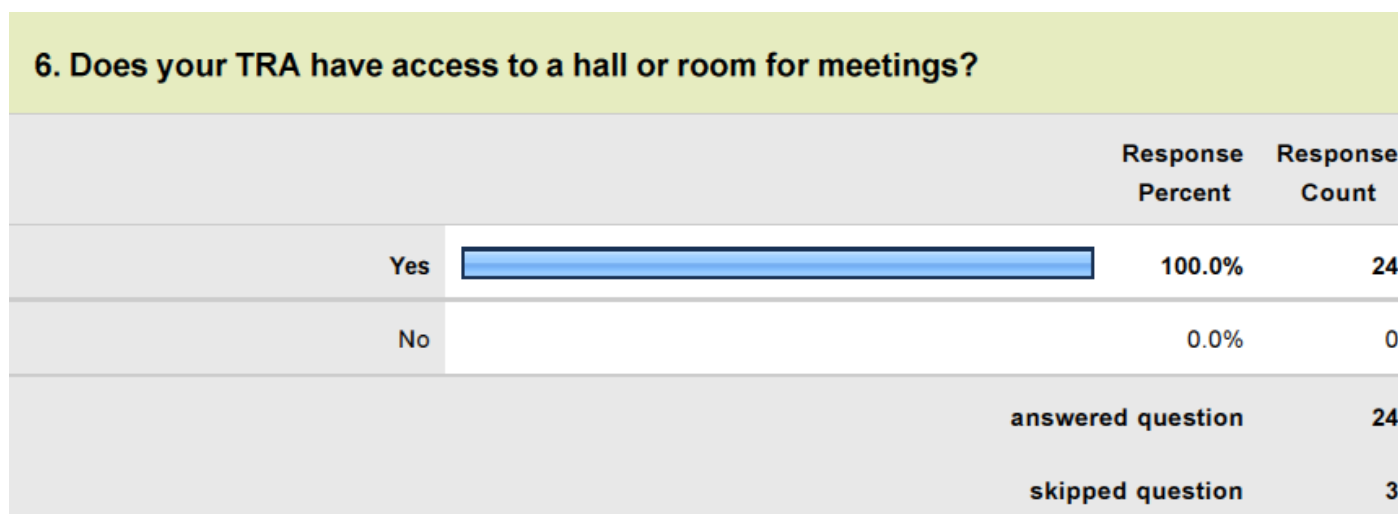 6. Does your TRA have access to a hall or room for meetings?
Response Response
Percent Count
Yes 100.0% 24
No 0.0% 0
answered question 24
skipped question 3